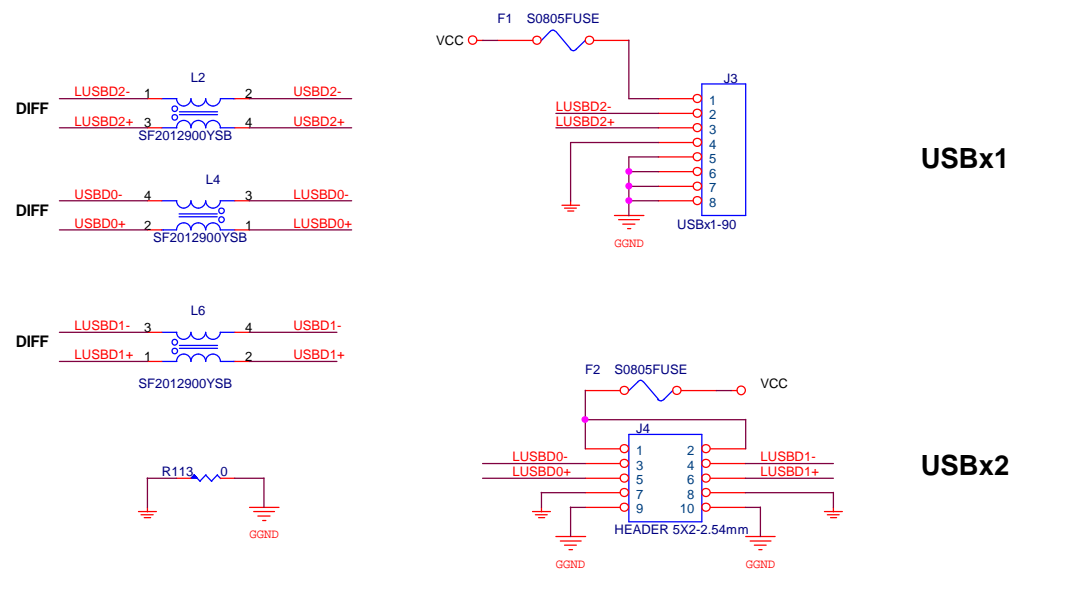 F1 S0805FUSE
VCC
L2
J3
LUSBD2- 1 2 USBD2-
DIFF
LUSBD2+ 3 4 USBD2+
SF2012900YSB
1
LUSBD2- 2
LUSBD2+ 3
4
5
6
7
8
USBx1-90
GGND
USBx1
L4
USBD0- 4 3 LUSBD0-
DIFF
USBD0+ 2 1 LUSBD0+
SF2012900YSB
L6
LUSBD1- 3 4 USBD1-
DIFF
LUSBD1+ 1 2 USBD1+
SF2012900YSB
F2 S0805FUSE
VCC
J4
1 2
LUSBD0- 3 4 LUSBD1-
LUSBD0+ 5 6 LUSBD1+
7 8
9 10
HEADER 5X2-2.54mm
GGND GGND
USBx2
R113 0
GGND